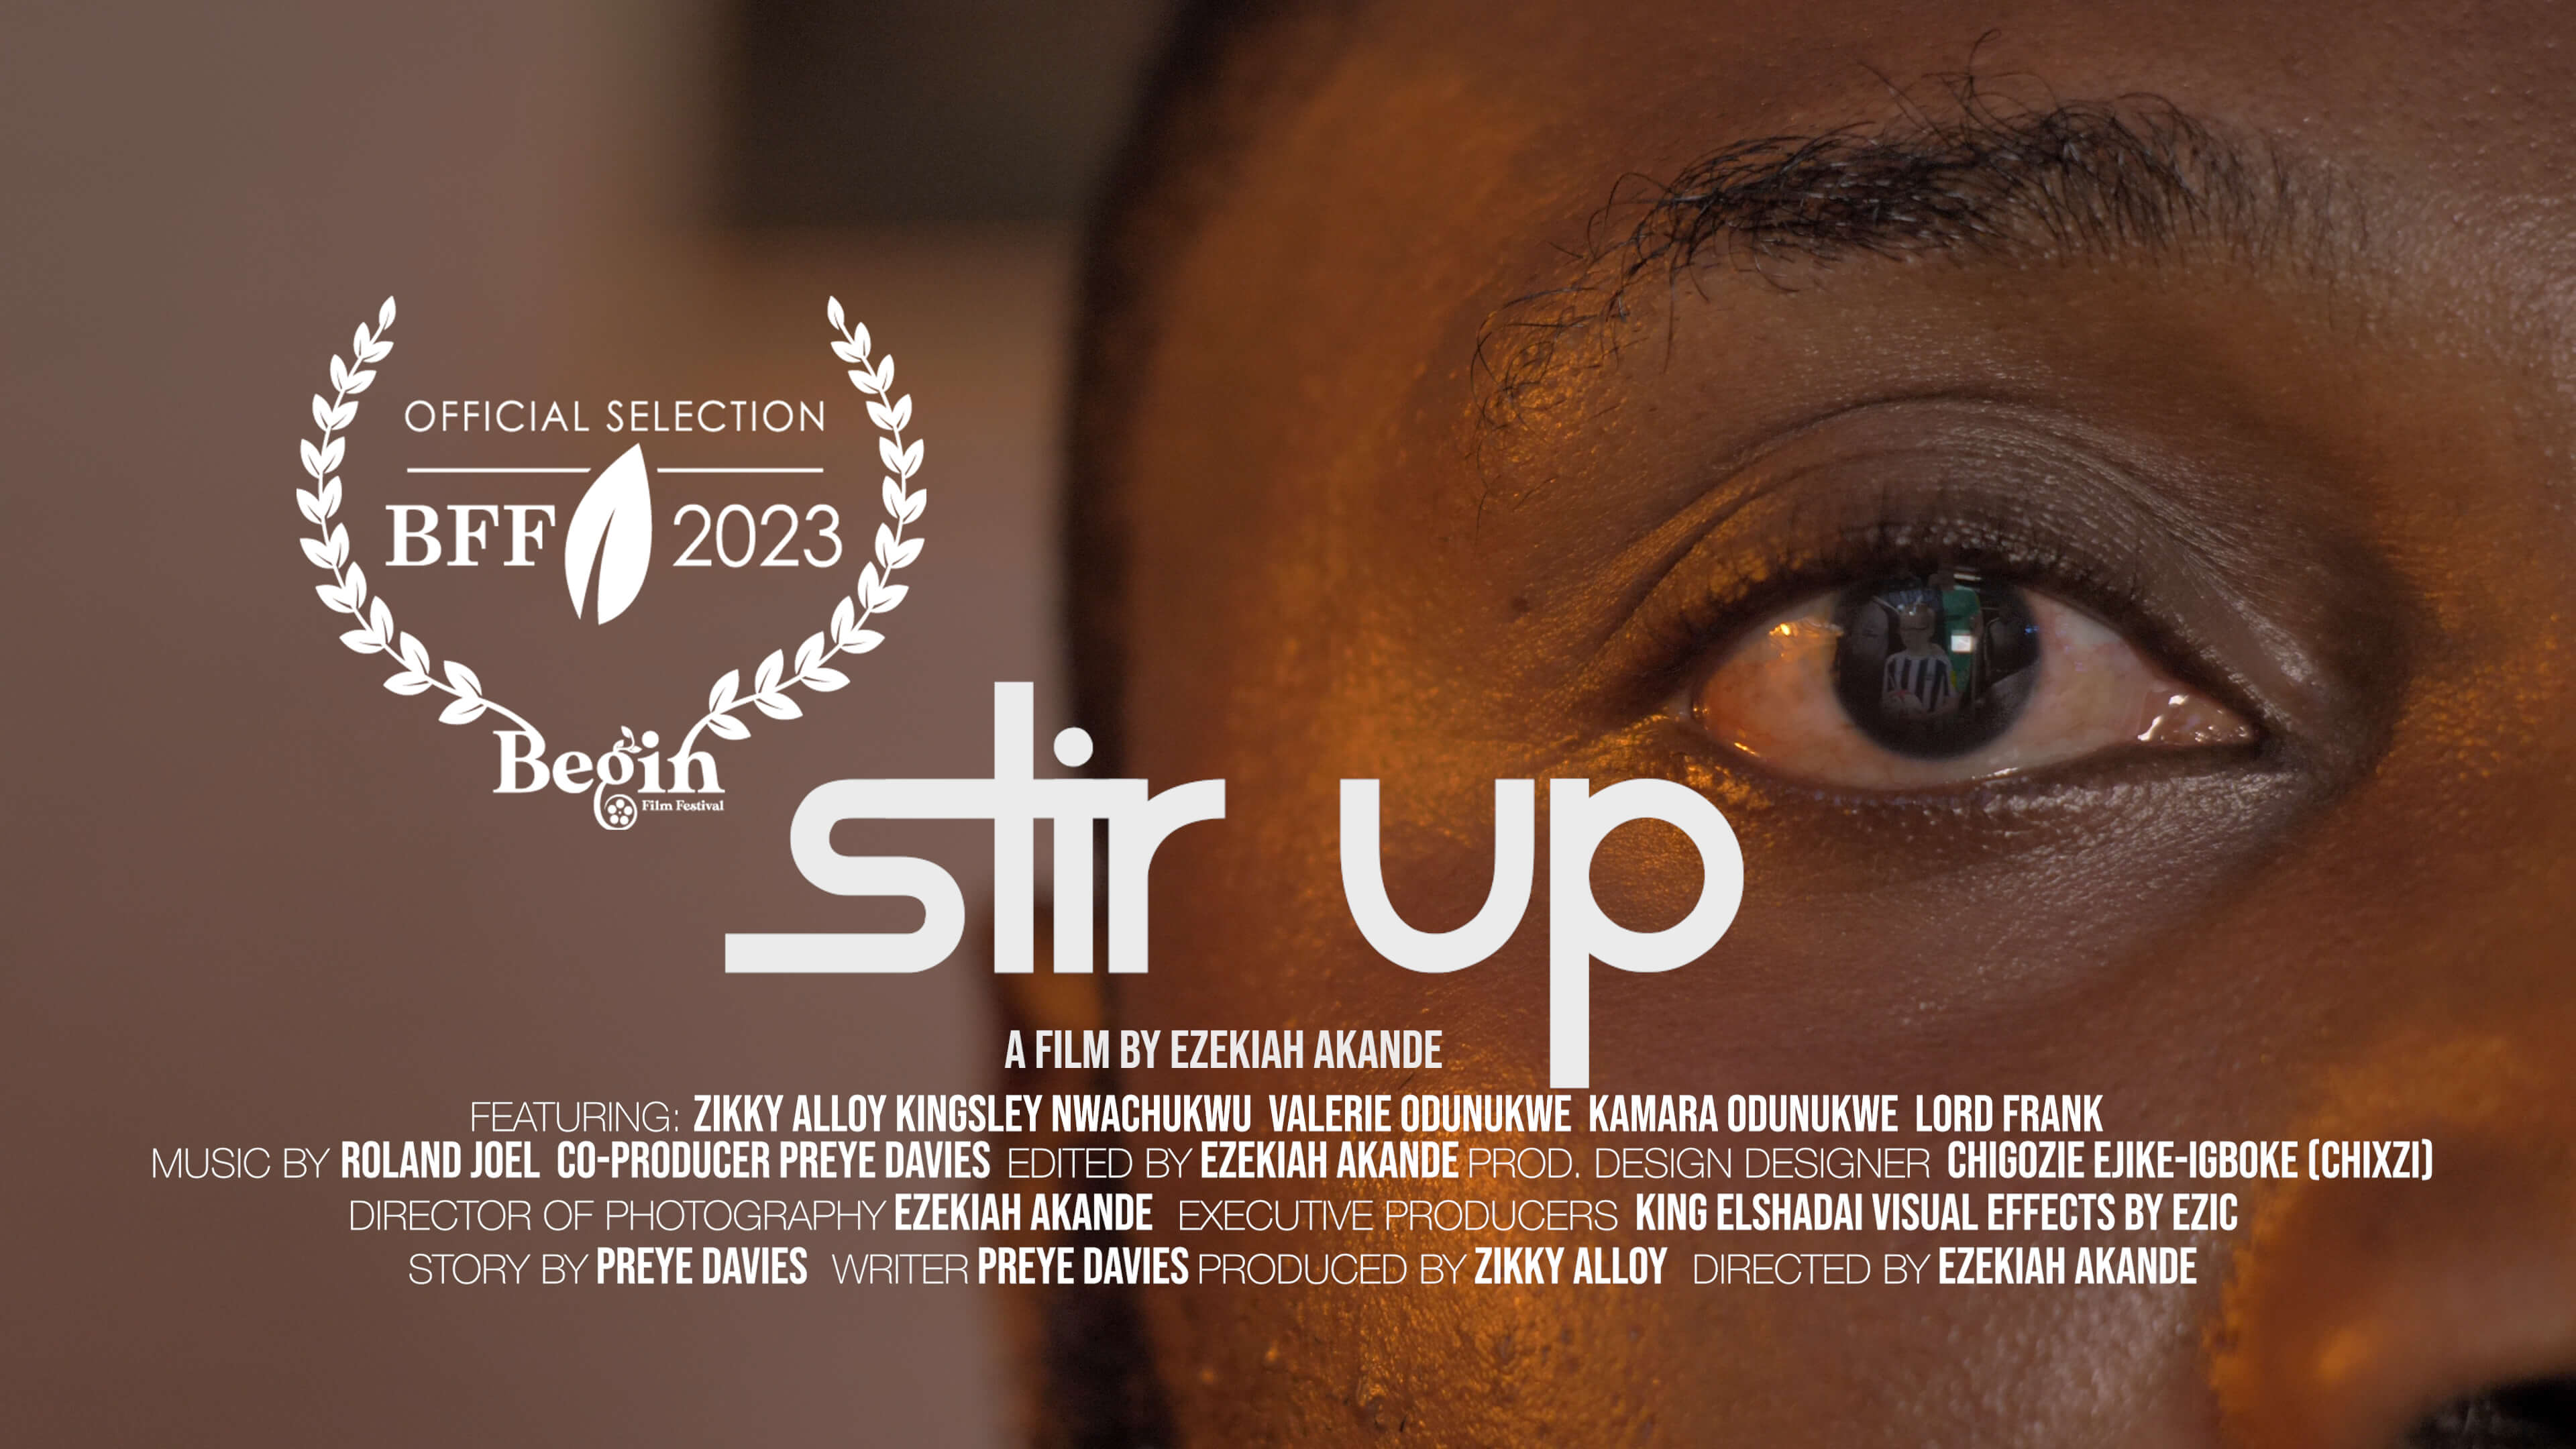 OFFICIAL SELECTION
BFF 2023
Begin
Film Festival
stir up
A FILM BY EZEKIAH AKANDE
FEATURING: ZIKKY ALLOY KINGSLEY NWACHUKWU VALERIE ODUNUKWE KAMARA ODUNUKWE LORD FRANK
MUSIC BY ROLAND JOEL CO-PRODUCER PREYE DAVIES EDITED BY EZEKIAH AKANDE PROD. DESIGN DESIGNER CHIGOZIE EJIKE-IGBOKE (CHIXZI)
DIRECTOR OF PHOTOGRAPHY EZEKIAH AKANDE EXECUTIVE PRODUCERS KING ELSHADAI VISUAL EFFECTS BY EZIC
STORY BY PREYE DAVIES WRITER PREYE DAVIES PRODUCED BY ZIKKY ALLOY DIRECTED BY EZEKIAH AKANDE